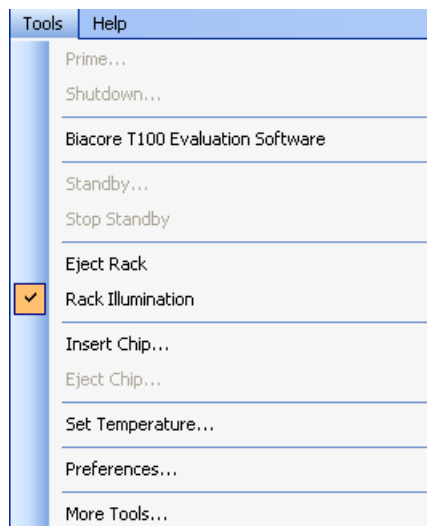 Tools Help
Prime...
Shutdown...
Biacore T100 Evaluation Software
Standby...
Stop Standby
Eject Rack
Rack Illumination
Insert Chip...
Eject Chip...
Set Temperature...
Preferences...
More Tools...